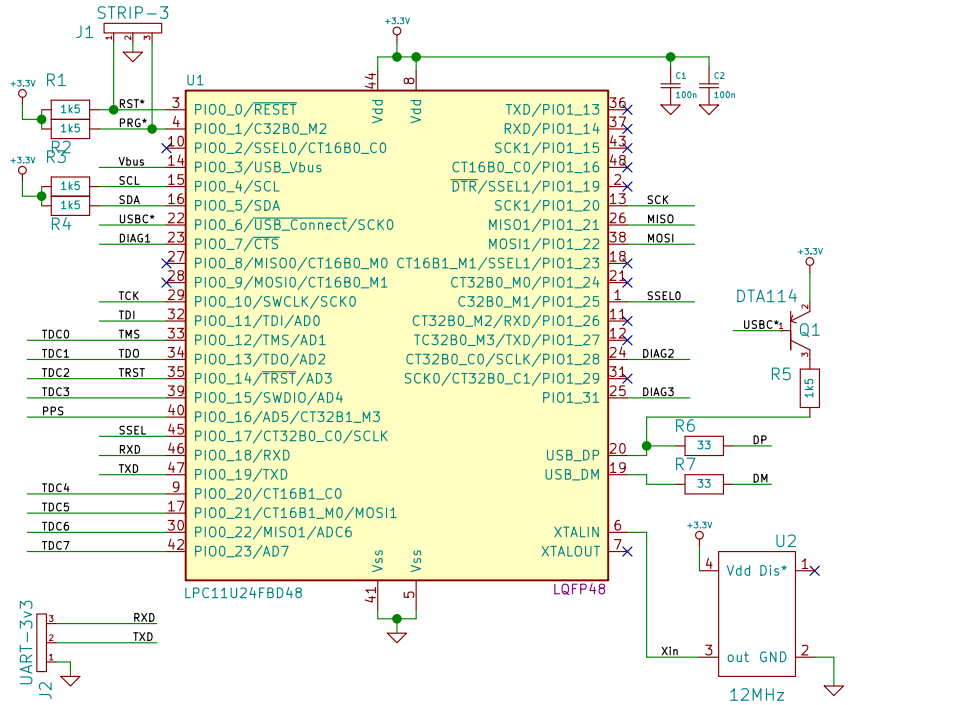 STRIP-3
J1
1 2 3
+3.3V
+3.3V
R1
1k5
1k5
R2
R3
+3.3V
1k5
1k5
R4
U1
44 8
Vdd Vdd
C1
100n
C2
100n
RST* 3 PIO0_0/RESET
PRG* 4 PIO0_1/C32B0_M2
10 PIO0_2/SSEL0/CT16B0_C0
Vbus 14 PIO0_3/USB_Vbus
SCL 15 PIO0_4/SCL
SDA 16 PIO0_5/SDA
USBC* 22 PIO0_6/USB_Connect/SCK0
DIAG1 23 PIO0_7/CTS
27 PIO0_8/MISO0/CT16B0_M0
28 PIO0_9/MOSI0/CT16B0_M1
TCK 29 PIO0_10/SWCLK/SCK0
TDI 32 PIO0_11/TDI/AD0
TDC0 TMS 33 PIO0_12/TMS/AD1
TDC1 TDO 34 PIO0_13/TDO/AD2
TDC2 TRST 35 PIO0_14/TRST/AD3
TDC3 39 PIO0_15/SWDIO/AD4
PPS 40 PIO0_16/AD5/CT32B1_M3
SSEL 45 PIO0_17/CT32B0_C0/SCLK
RXD 46 PIO0_18/RXD
TXD 47 PIO0_19/TXD
TDC4 9 PIO0_20/CT16B1_C0
TDC5 17 PIO0_21/CT16B1_M0/MOSI1
TDC6 30 PIO0_22/MISO1/ADC6
TDC7 42 PIO0_23/AD7
TXD/PIO1_13 36
RXD/PIO1_14 37
SCK1/PIO1_15 43
CT16B0_C0/PIO1_16 48
DTR/SSEL1/PIO1_19 2
SCK1/PIO1_20 13 SCK
MISO1/PIO1_21 26 MISO
MOSI1/PIO1_22 38 MOSI
CT16B1_M1/SSEL1/PIO1_23 18
CT32B0_M0/PIO1_24 21
C32B0_M1/PIO1_25 1 SSEL0
CT32B0_M2/RXD/PIO1_26 11
TC32B0_M3/TXD/PIO1_27 12
CT32B0_C0/SCLK/PIO1_28 24 DIAG2
SCK0/CT32B0_C1/PIO1_29 31
PIO1_31 25 DIAG3
USB_DP 20
USB_DM 19
XTALIN 6
XTALOUT 7
Vss Vss
41 5
LPC11U24FBD48
LQFP48
+3.3V
DTA114
2
USBC* 1
Q1
3
R5
1k5
R6
33 DP
R7
33 DM
+3.3V
U2
4 Vdd Dis* 1
Xin 3 out GND 2
12MHz
UART-3v3
J2
3 RXD
2 TXD
1